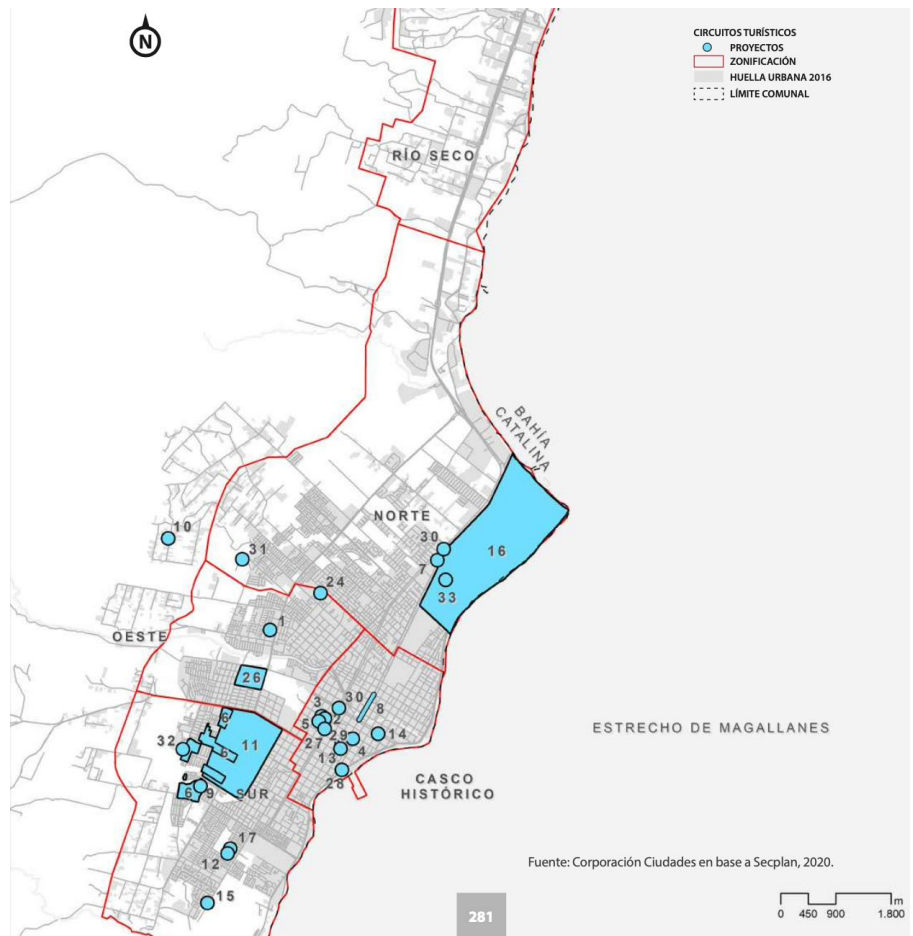 N
CIRCUITOS TURÍSTICOS
PROYECTOS
ZONIFICACIÓN
HUELLA URBANA 2016
LÍMITE COMUNAL
RÍO SECO
BAHÍA
CATALINA
NORTE
10
30
16
31
7
24
33
1
OESTE
26
3
30
8
6
5
2
ESTRECHO DE MAGALLANES
32
11
27
29
14
6
13
4
28
CASCO
HISTÓRICO
6
9
SUR
17
12
Fuente: Corporación Ciudades en base a Secplan, 2020.
15
281
m
0 450 900 1.800